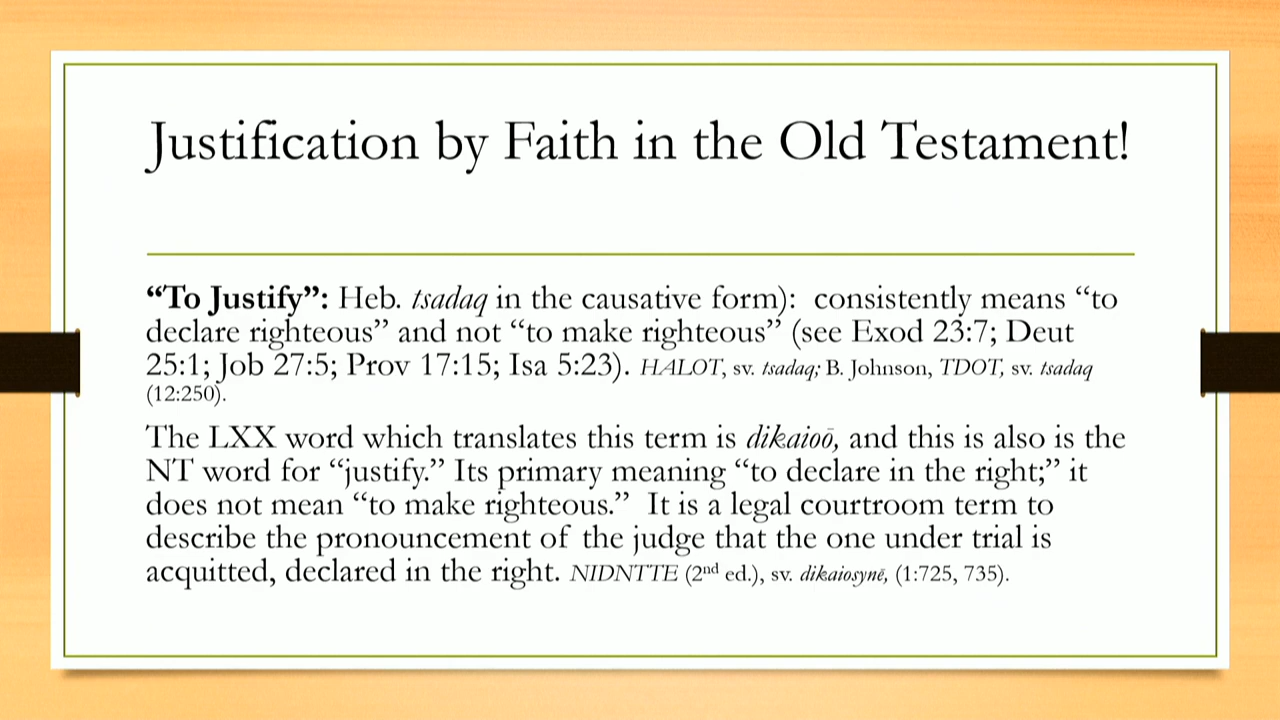 Justification by Faith in the Old Testament!
“To Justify”: Heb. tsadaq in the causative form):  consistently means “to
declare righteous” and not “to make righteous” (see Exod 23:7; Deut
25:1; Job 27:5; Prov 17:15; Isa 5:23). HALOT, sv. tsadaq; B. Johnson, TDOT, sv. tsadaq
(12:250).
The LXX word which translates this term is dikaioō, and this is also is the
NT word for “justify.” Its primary meaning “to declare in the right;” it
does not mean “to make righteous.”  It is a legal courtroom term to
describe the pronouncement of the judge that the one under trial is
acquitted, declared in the right. NIDNTTE (2nd ed.), sv. dikaiosynē, (1:725, 735).